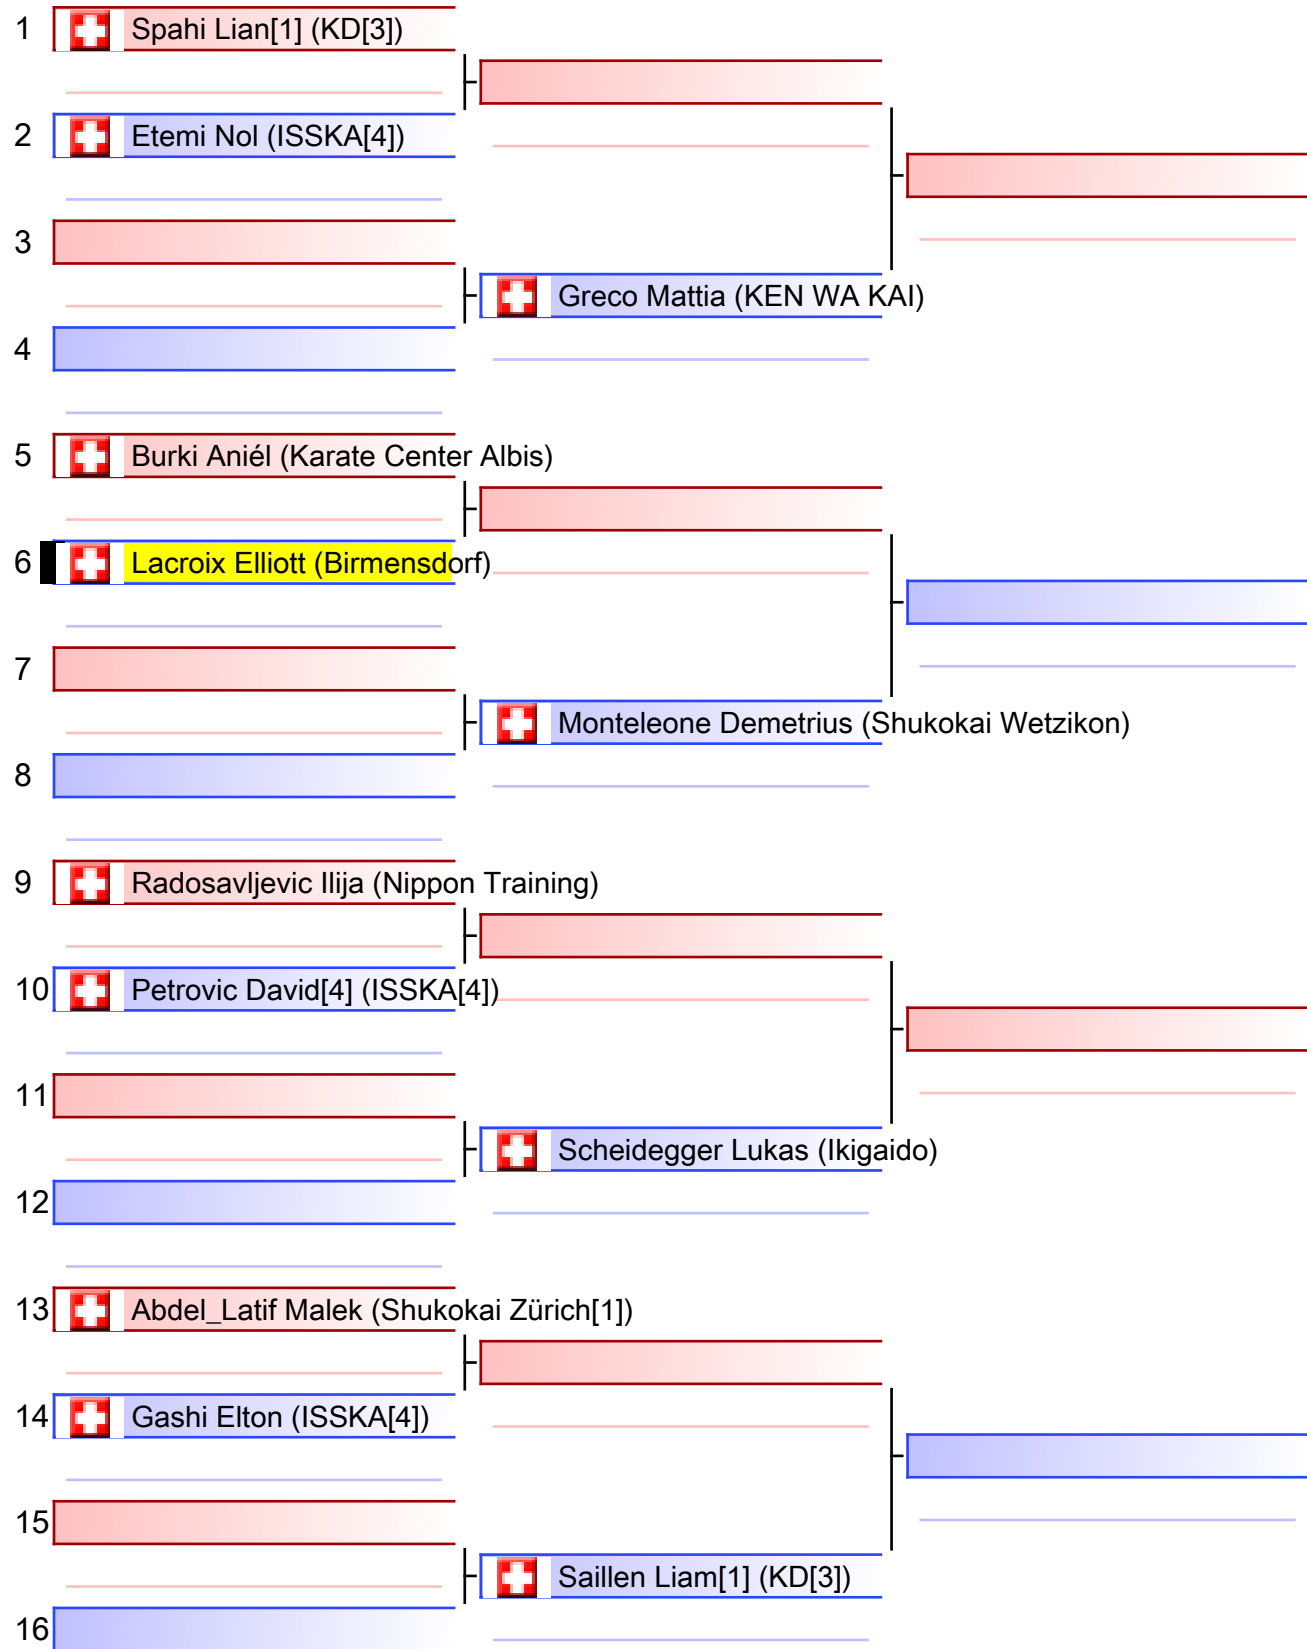 1 Spahi Lian[1] (KD[3])
2 Etemi Nol (ISSKA[4])
3
Greco Mattia (KEN WA KAI)
4
5 Burki Aniél (Karate Center Albis)
6 Lacroix Elliott (Birmensdorf)
7
Monteleone Demetrius (Shukokai Wetzikon)
8
9 Radosavljevic Ilija (Nippon Training)
10 Petrovic David[4] (ISSKA[4])
11
Scheidegger Lukas (Ikigaido)
12
13 Abdel_Latif Malek (Shukokai Zürich[1])
14 Gashi Elton (ISSKA[4])
15
Saillen Liam[1] (KD[3])
16